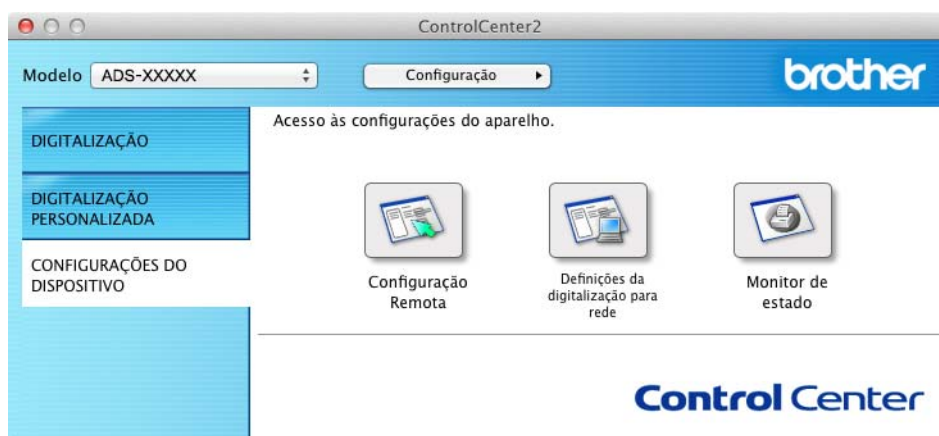 ControlCenter2
Modelo ADS-XXXXX Configuração brother
DIGITALIZAÇÃO
DIGITALIZAÇÃO
PERSONALIZADA
CONFIGURAÇÕES DO
DISPOSITIVO
Acesso às configurações do aparelho.
Configuração
Remota
Definições da
digitalização para
rede
Monitor de
estado
Control Center